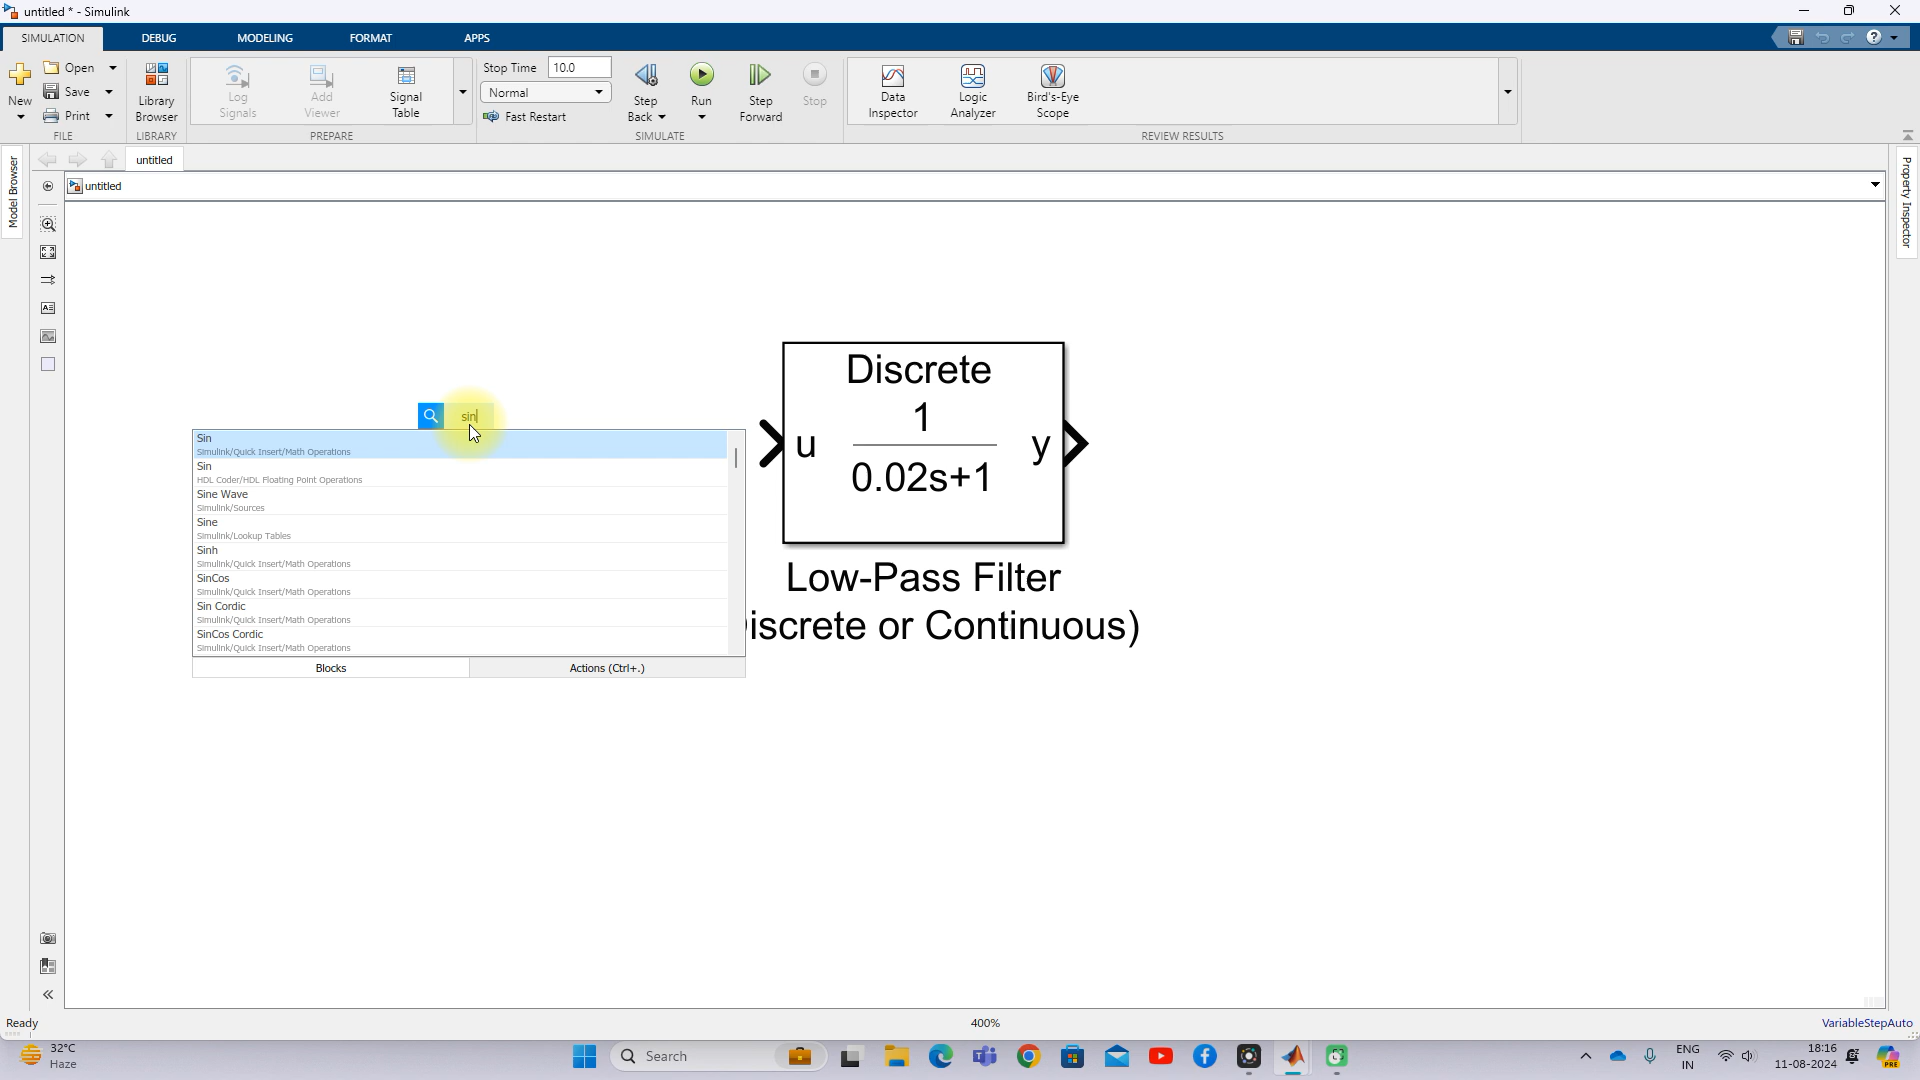 untitled * - Simulink
SIMULATION
DEBUG
MODELING
FORMAT
APPS
New
Open
Save
Print
FILE
Library
Browser
LIBRARY
Log
Signals
Add
Viewer
Signal
Table
PREPARE
Stop Time
10.0
Normal
Fast Restart
Step
Back
Run
Step
Forward
Stop
SIMULATE
Data
Inspector
Logic
Analyzer
Bird's-Eye
Scope
REVIEW RESULTS
Model Browser
untitled
untitled
Property Inspector
sin
Sin
Simulink/Quick Insert/Math Operations
Sin
HDL Coder/HDL Floating Point Operations
Sine Wave
Simulink/Sources
Sine
Simulink/Lookup Tables
Sinh
Simulink/Quick Insert/Math Operations
SinCos
Simulink/Quick Insert/Math Operations
Sin Cordic
Simulink/Quick Insert/Math Operations
SinCos Cordic
Simulink/Quick Insert/Math Operations
Blocks
Actions (Ctrl+.)
Discrete
1
u
y
0.02s+1
Low-Pass Filter
iscrete or Continuous)
Ready
400%
VariableStepAuto
32°C
Haze
Search
ENG
IN
18:16
11-08-2024
PRE